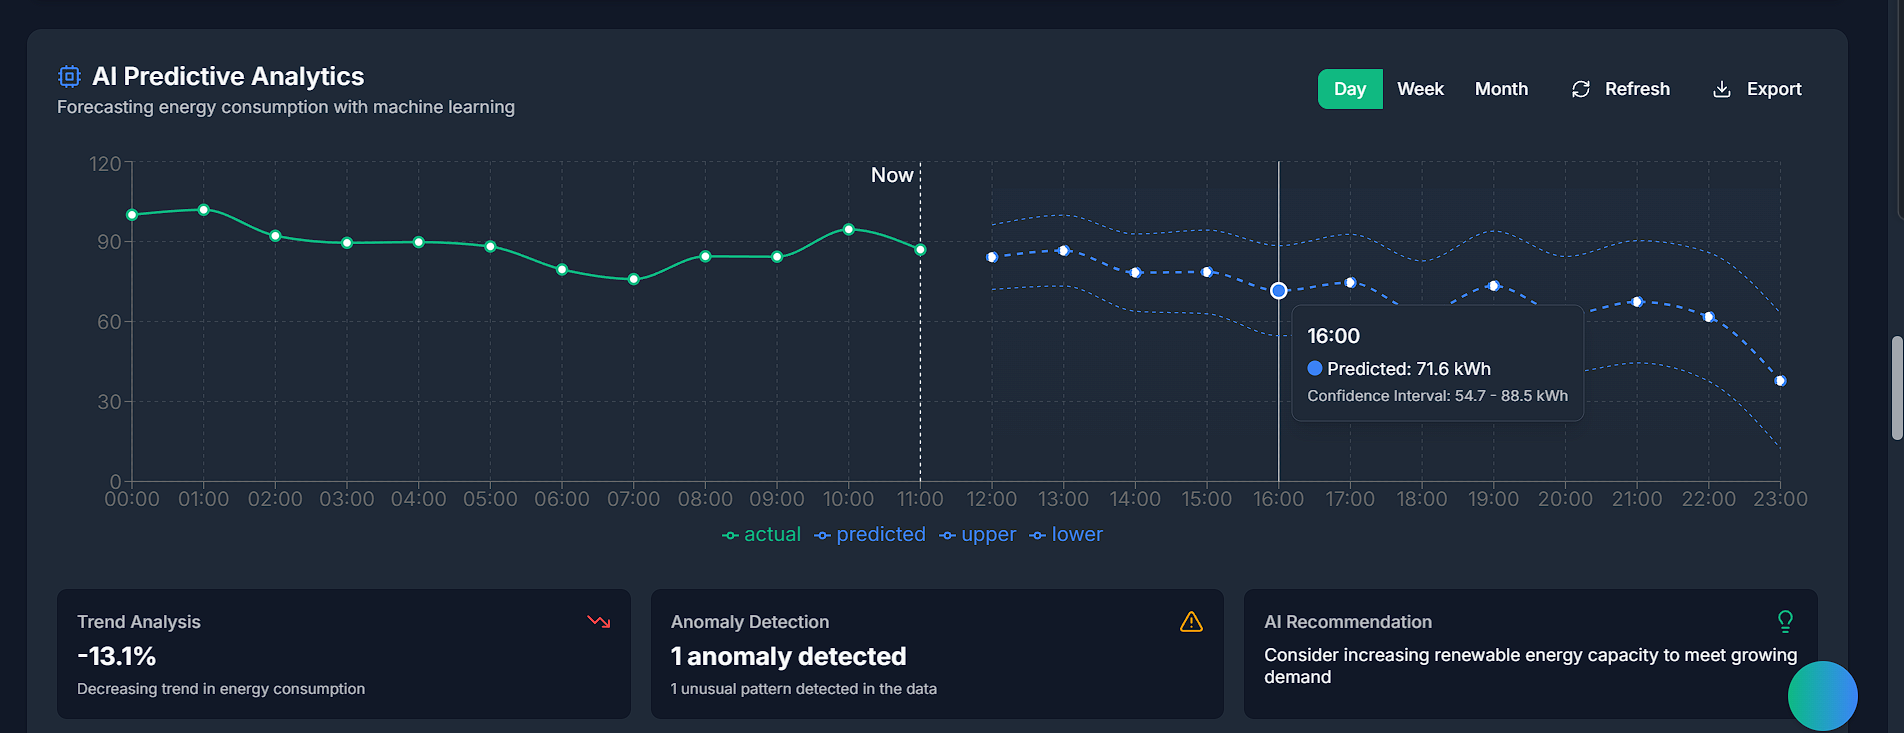 AI Predictive Analytics
Forecasting energy consumption with machine learning
Day Week Month Refresh Export
120
90
60
30
0
Now
16:00
Predicted: 71.6 kWh
Confidence Interval: 54.7 - 88.5 kWh
00:00 01:00 02:00 03:00 04:00 05:00 06:00 07:00 08:00 09:00 10:00 11:00 12:00 13:00 14:00 15:00 16:00 17:00 18:00 19:00 20:00 21:00 22:00 23:00
actual predicted upper lower
Trend Analysis
-13.1%
Decreasing trend in energy consumption
Anomaly Detection
1 anomaly detected
1 unusual pattern detected in the data
AI Recommendation
Consider increasing renewable energy capacity to meet growing
demand